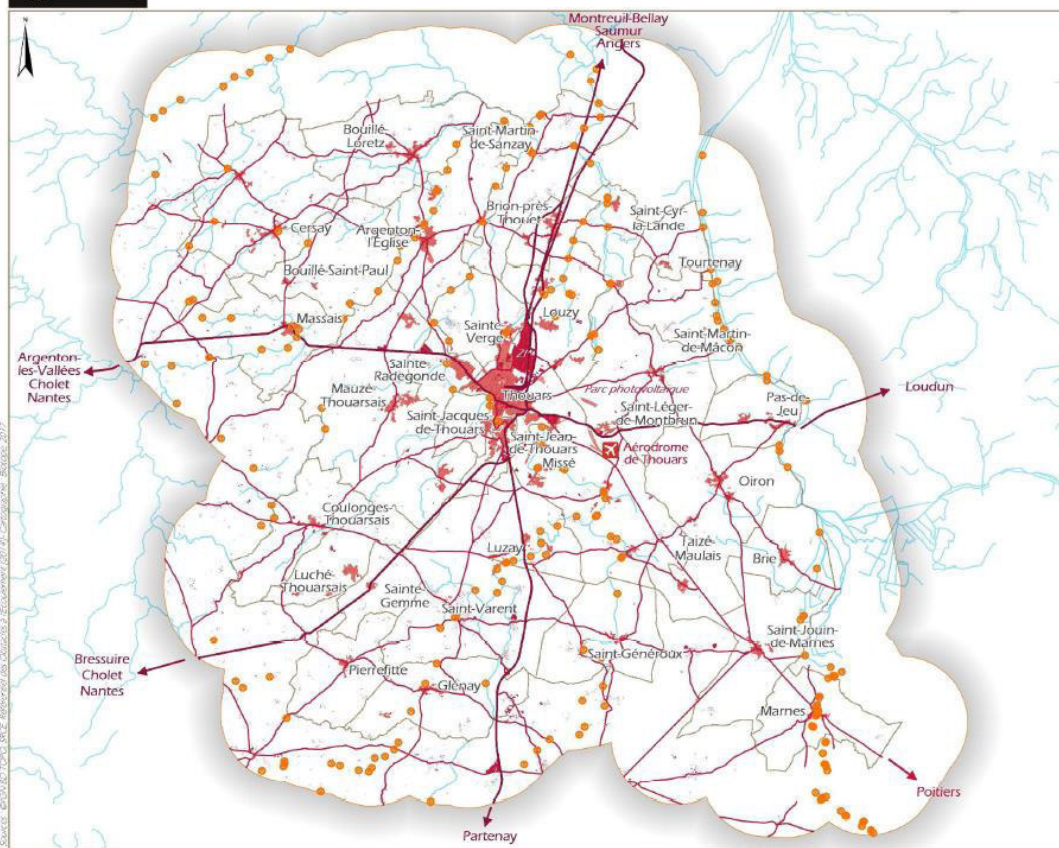 N
Montreuil-Bellay
Saumur
Angers
Bouillé-
Loretz
Saint-Martin-
de-Sanzay
Brion-près-
Thouet
Saint-Cyr-
la-Lande
Cersay
Argenton-
l'Église
Tourtenay
Bouillé-Saint-Paul
Massais
Louzy
Sainte-
Verge
Saint-Martin-
de-Mâcon
Argenton-
les-Vallées
Cholet
Nantes
Sainte-
Radegonde
Mauzé-
Thouarsais
Parc photovoltaïque
Thouars
Loudun
Pas-de-
Jeu
Saint-Jacques-
de-Thouars
Saint-Léger-
de-Montbrun
Saint-Jean-
de-Thouars
Missé
Aérodrome
de Thouars
Oiron
Coulonges-
Thouarsais
Luzay
Taizé-
Maulais
Brie
Luché-
Thouarsais
Sainte-
Gemme
Saint-Varent
Saint-Jouin-
de-Marnes
Bressuire
Cholet
Nantes
Saint-Généroux
Pierrefitte
Glénay
Marnes
Poitiers
Partenay